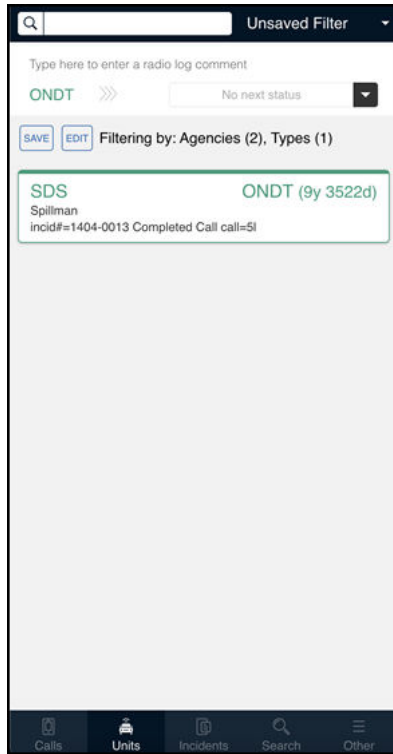 Unsaved Filter
Type here to enter a radio log comment
ONDT No next status
SAVE EDIT Filtering by: Agencies (2), Types (1)
SDS ONDT (9y 3522d)
Spillman
incid#=1404-0013 Completed Call call=5l
Calls Units Incidents Search Other